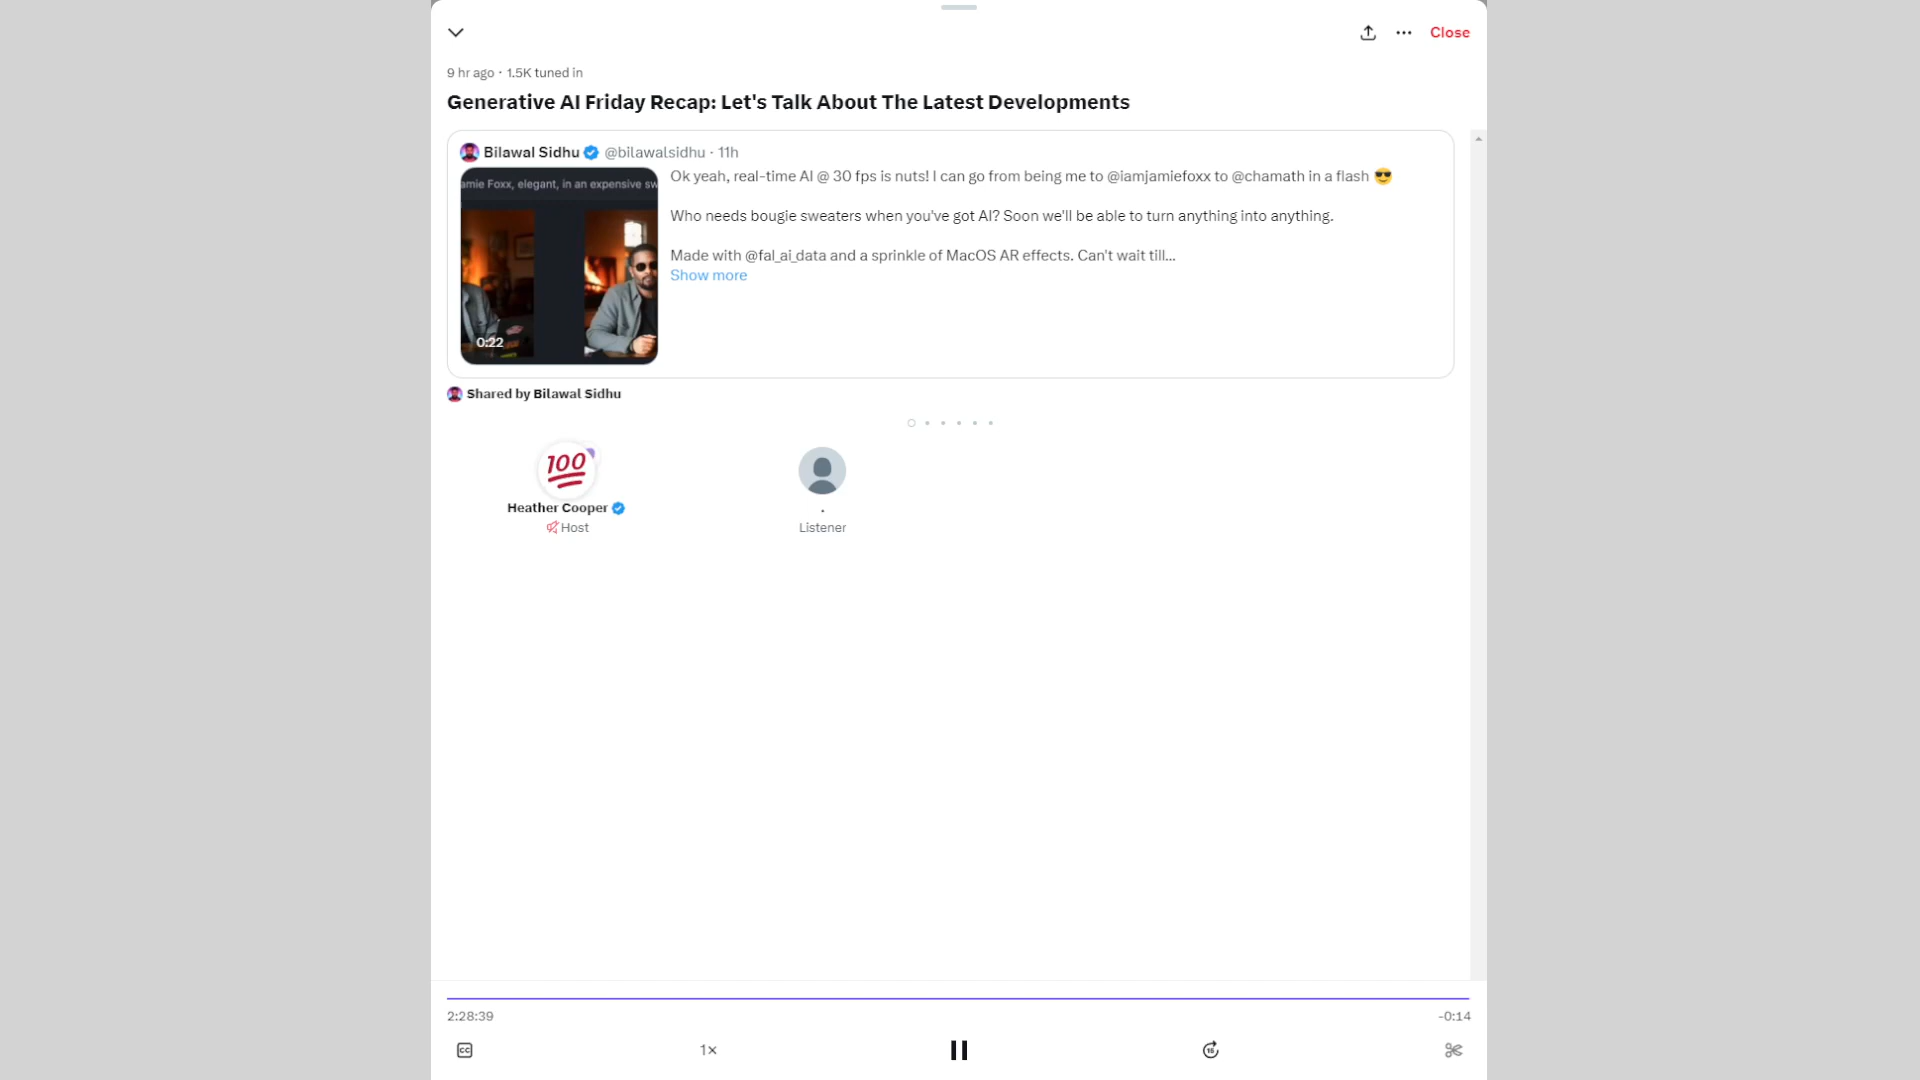 Close
9 hr ago · 1.5K tuned in
Generative AI Friday Recap: Let's Talk About The Latest Developments
Bilawal Sidhu @bilawalsidhu · 11h
amie Foxx, elegant, in an expensive sw
0:22
Ok yeah, real-time AI @ 30 fps is nuts! I can go from being me to @iamjamiefoxx to @chamath in a flash 😎
Who needs bougie sweaters when you've got AI? Soon we'll be able to turn anything into anything.
Made with @fal_ai_data and a sprinkle of MacOS AR effects. Can't wait till...
Show more
Shared by Bilawal Sidhu
100
Heather Cooper
Host
.
Listener
2:28:39
-0:14
CC
1×
15